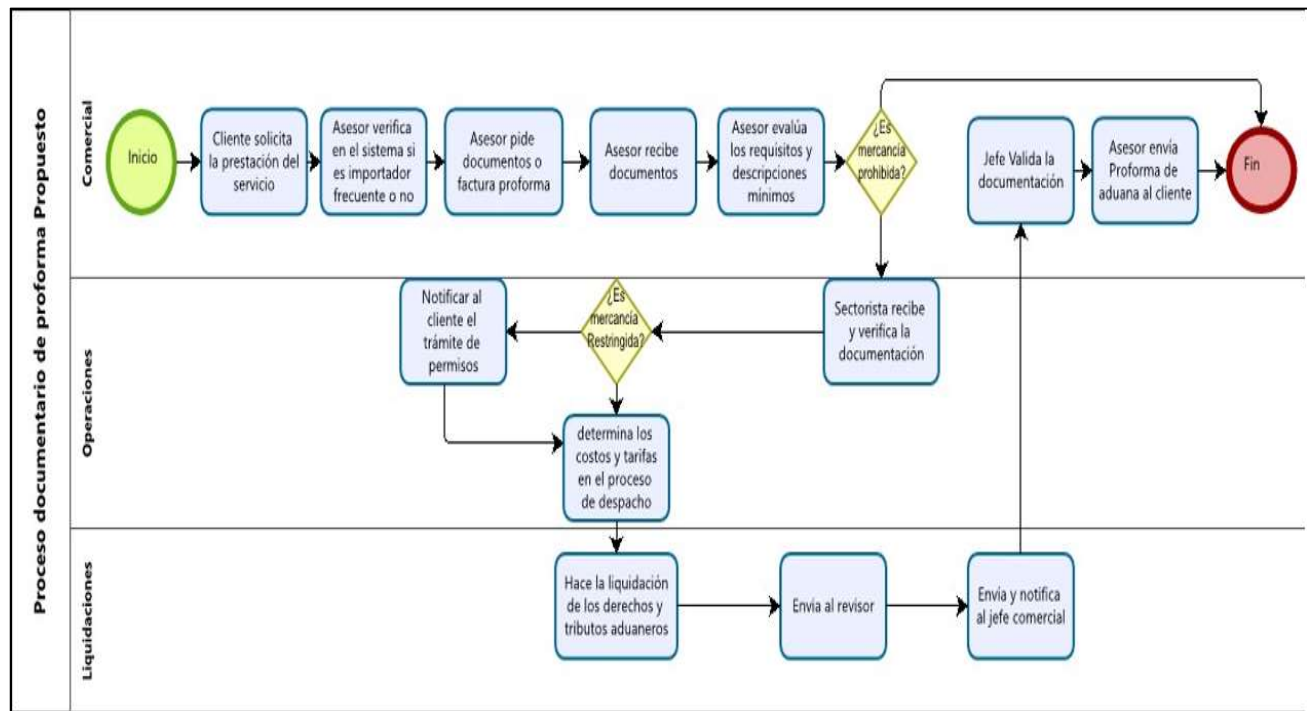 Proceso documentario de proforma Propuesto
Comercial
Inicio
Cliente solicita
la prestación del
servicio
Asesor verifica
en el sistema si
es importador
frecuente o no
Asesor pide
documentos o
factura proforma
Asesor recibe
documentos
Asesor evalúa
los requisitos y
descripciones
mínimos
¿Es
mercancía
prohibida?
Jefe Valida la
documentación
Asesor envía
Proforma de
aduana al cliente
Fin
Operaciones
Notificar al
cliente el
trámite de
permisos
¿Es
mercancía
Restringida?
Sectorista recibe
y verifica la
documentación
determina los
costos y tarifas
en el proceso
de despacho
Liquidaciones
Hace la liquidación
de los derechos y
tributos aduaneros
Envia al revisor
Envia y notifica
al jefe comercial